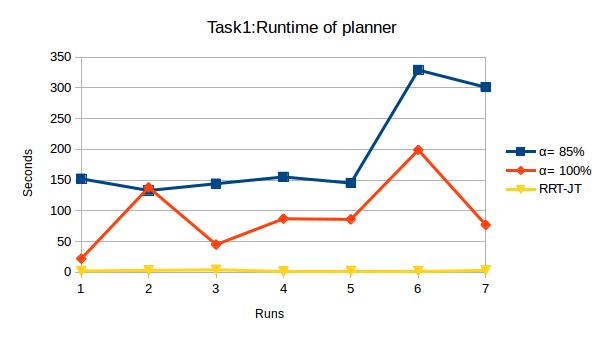 Task1:Runtime of planner
350
300
250
200
150
100
50
0
Seconds
1 2 3 4 5 6 7
Runs
α= 85%
α= 100%
RRT-JT